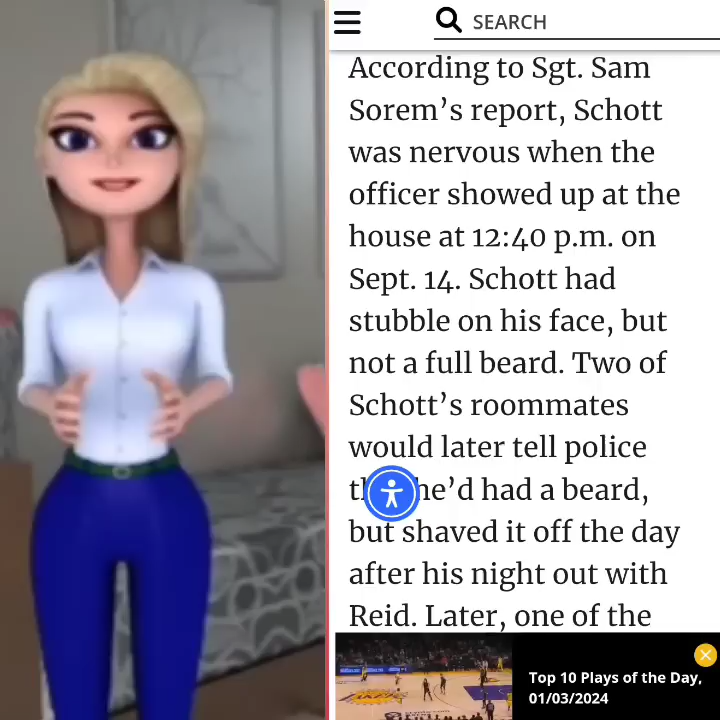 SEARCH
According to Sgt. Sam
Sorem’s report, Schott
was nervous when the
officer showed up at the
house at 12:40 p.m. on
Sept. 14. Schott had
stubble on his face, but
not a full beard. Two of
Schott’s roommates
would later tell police
he’d had a beard,
but shaved it off the day
after his night out with
Reid. Later, one of the
Top 10 Plays of the Day,
01/03/2024